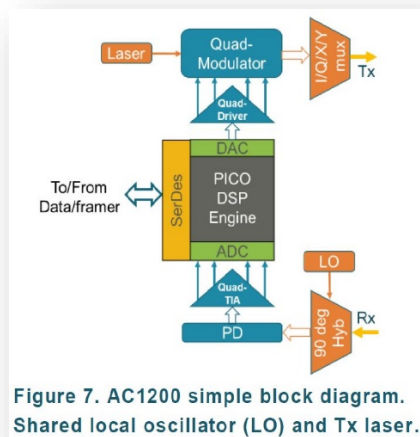 Laser
Quad-
Modulator
I/Q/X/Y
mux
Tx
Quad-
Driver
DAC
To/From
Data/framer
SerDes
PICO
DSP
Engine
ADC
LO
Quad-
TIA
90 deg
Hyb
Rx
PD
Figure 7. AC1200 simple block diagram.
Shared local oscillator (LO) and Tx laser.